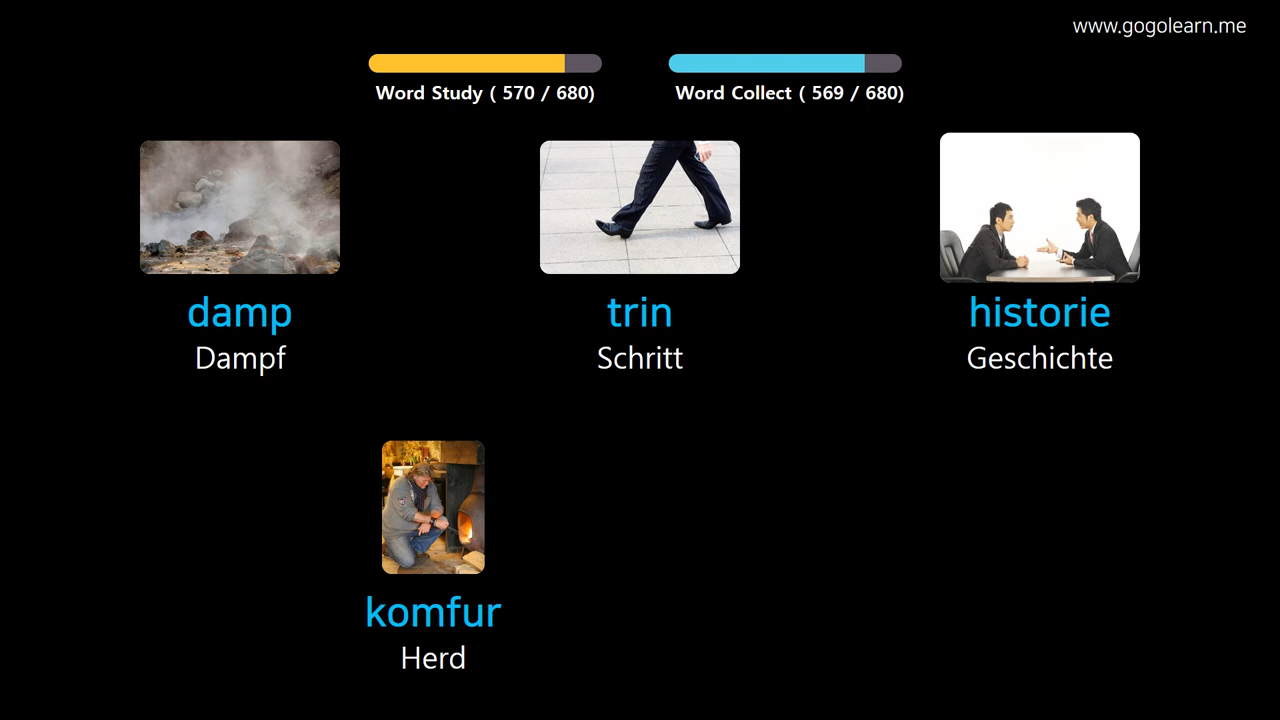 www.gogolearn.me
Word Study ( 570 / 680)
Word Collect ( 569 / 680)
damp
Dampf
trin
Schritt
historie
Geschichte
komfur
Herd